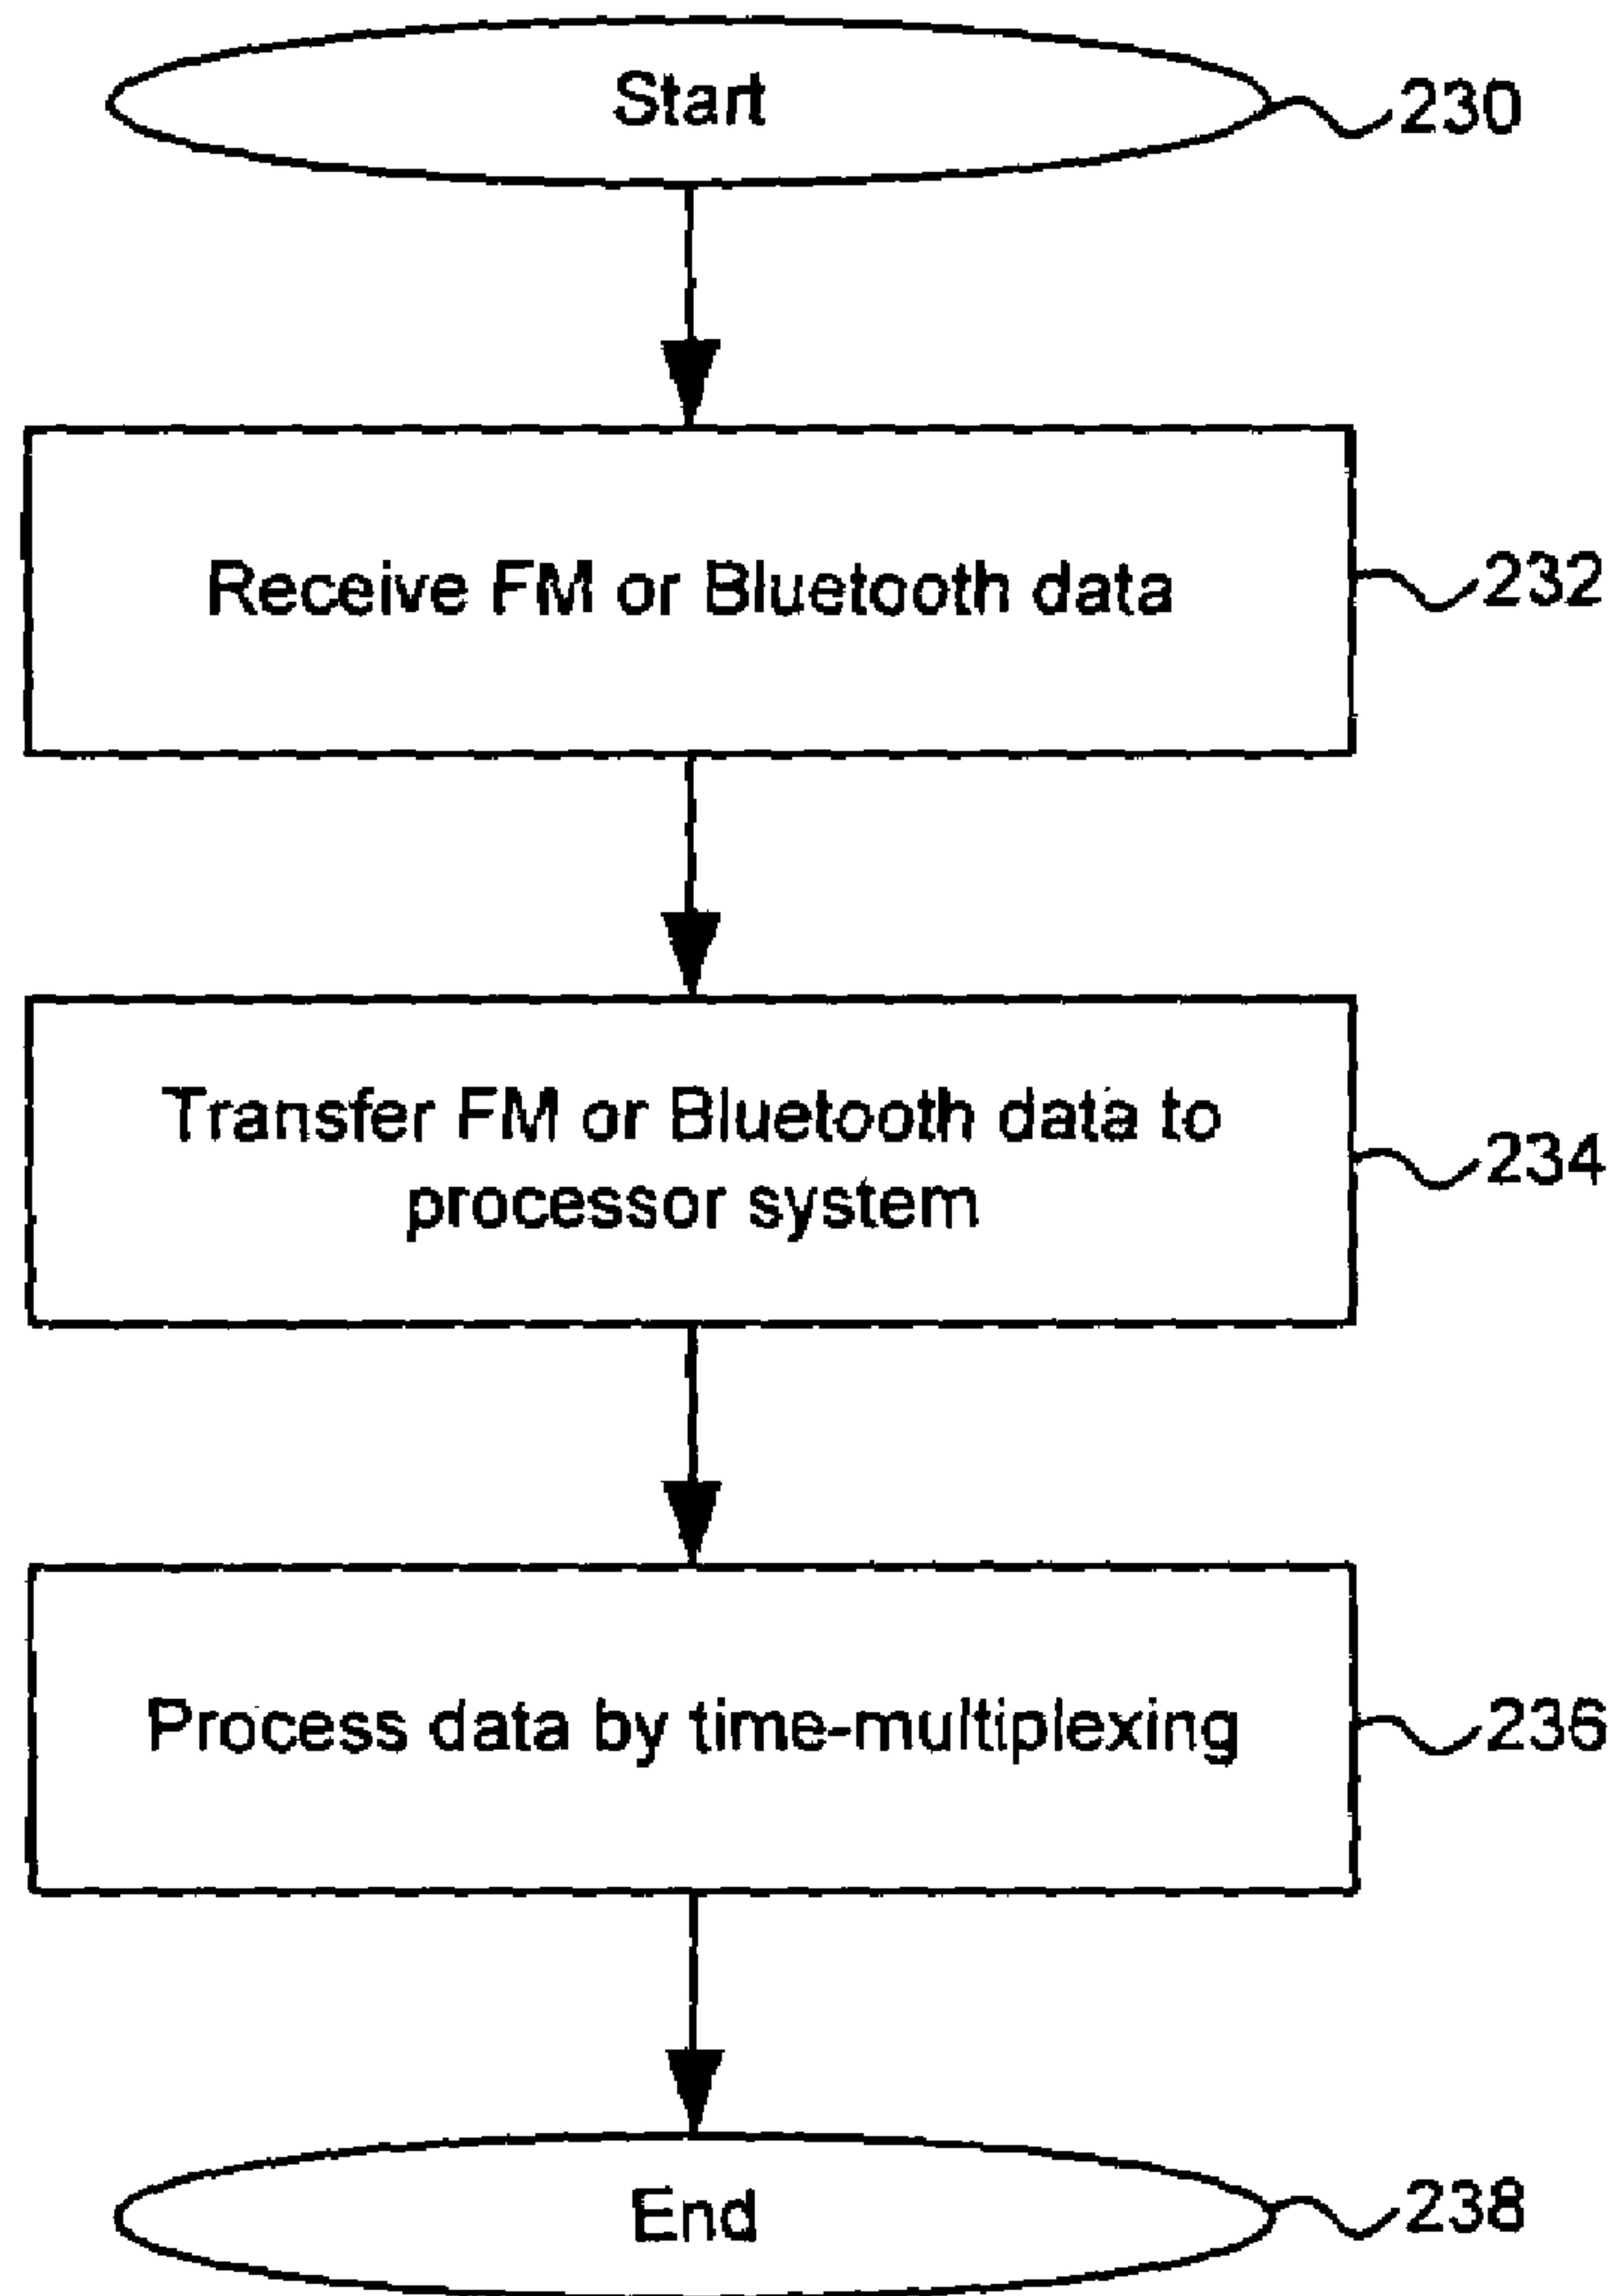 Start
230
Receive FM or Bluetooth data
232
Transfer FM or Bluetooth data to
processor system
234
Process data by time-multiplexing
236
End
238